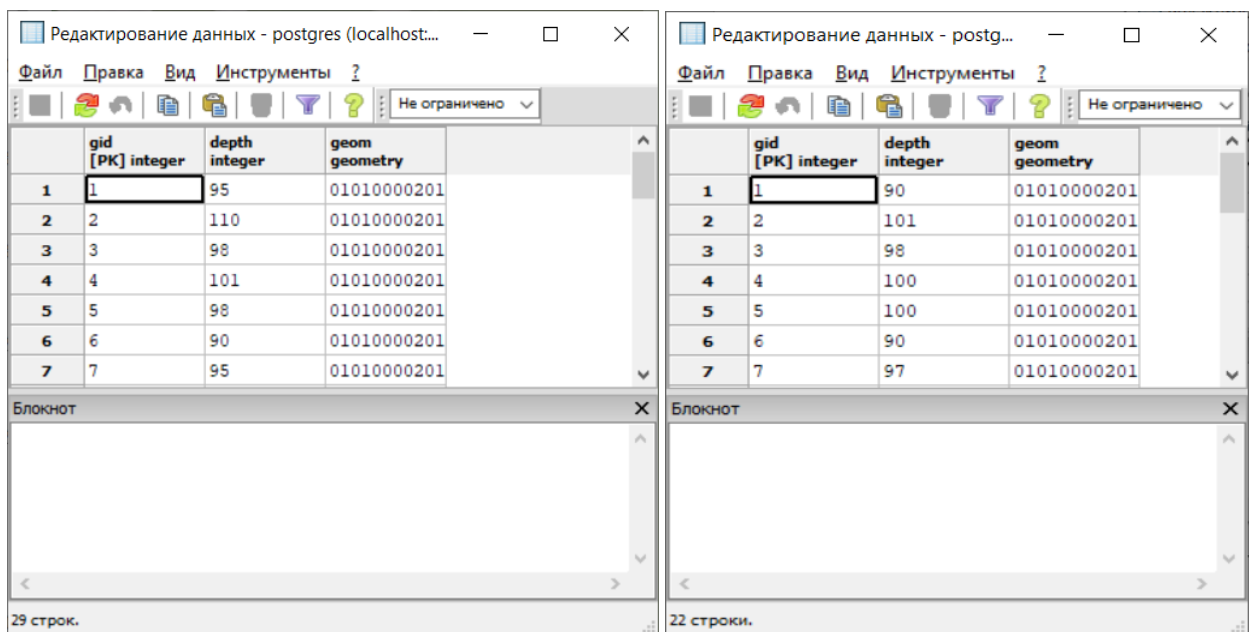 Редактирование данных - postgres (localhost:...
Файл Правка Вид Инструменты ?
Не ограничено
gid [PK] integer depth integer geom geometry
1 1 95 01010000201
2 2 110 01010000201
3 3 98 01010000201
4 4 101 01010000201
5 5 98 01010000201
6 6 90 01010000201
7 7 95 01010000201
Блокнот
29 строк.
Редактирование данных - postg...
Файл Правка Вид Инструменты ?
Не ограничено
gid [PK] integer depth integer geom geometry
1 1 90 01010000201
2 2 101 01010000201
3 3 98 01010000201
4 4 100 01010000201
5 5 100 01010000201
6 6 90 01010000201
7 7 97 01010000201
Блокнот
22 строки.